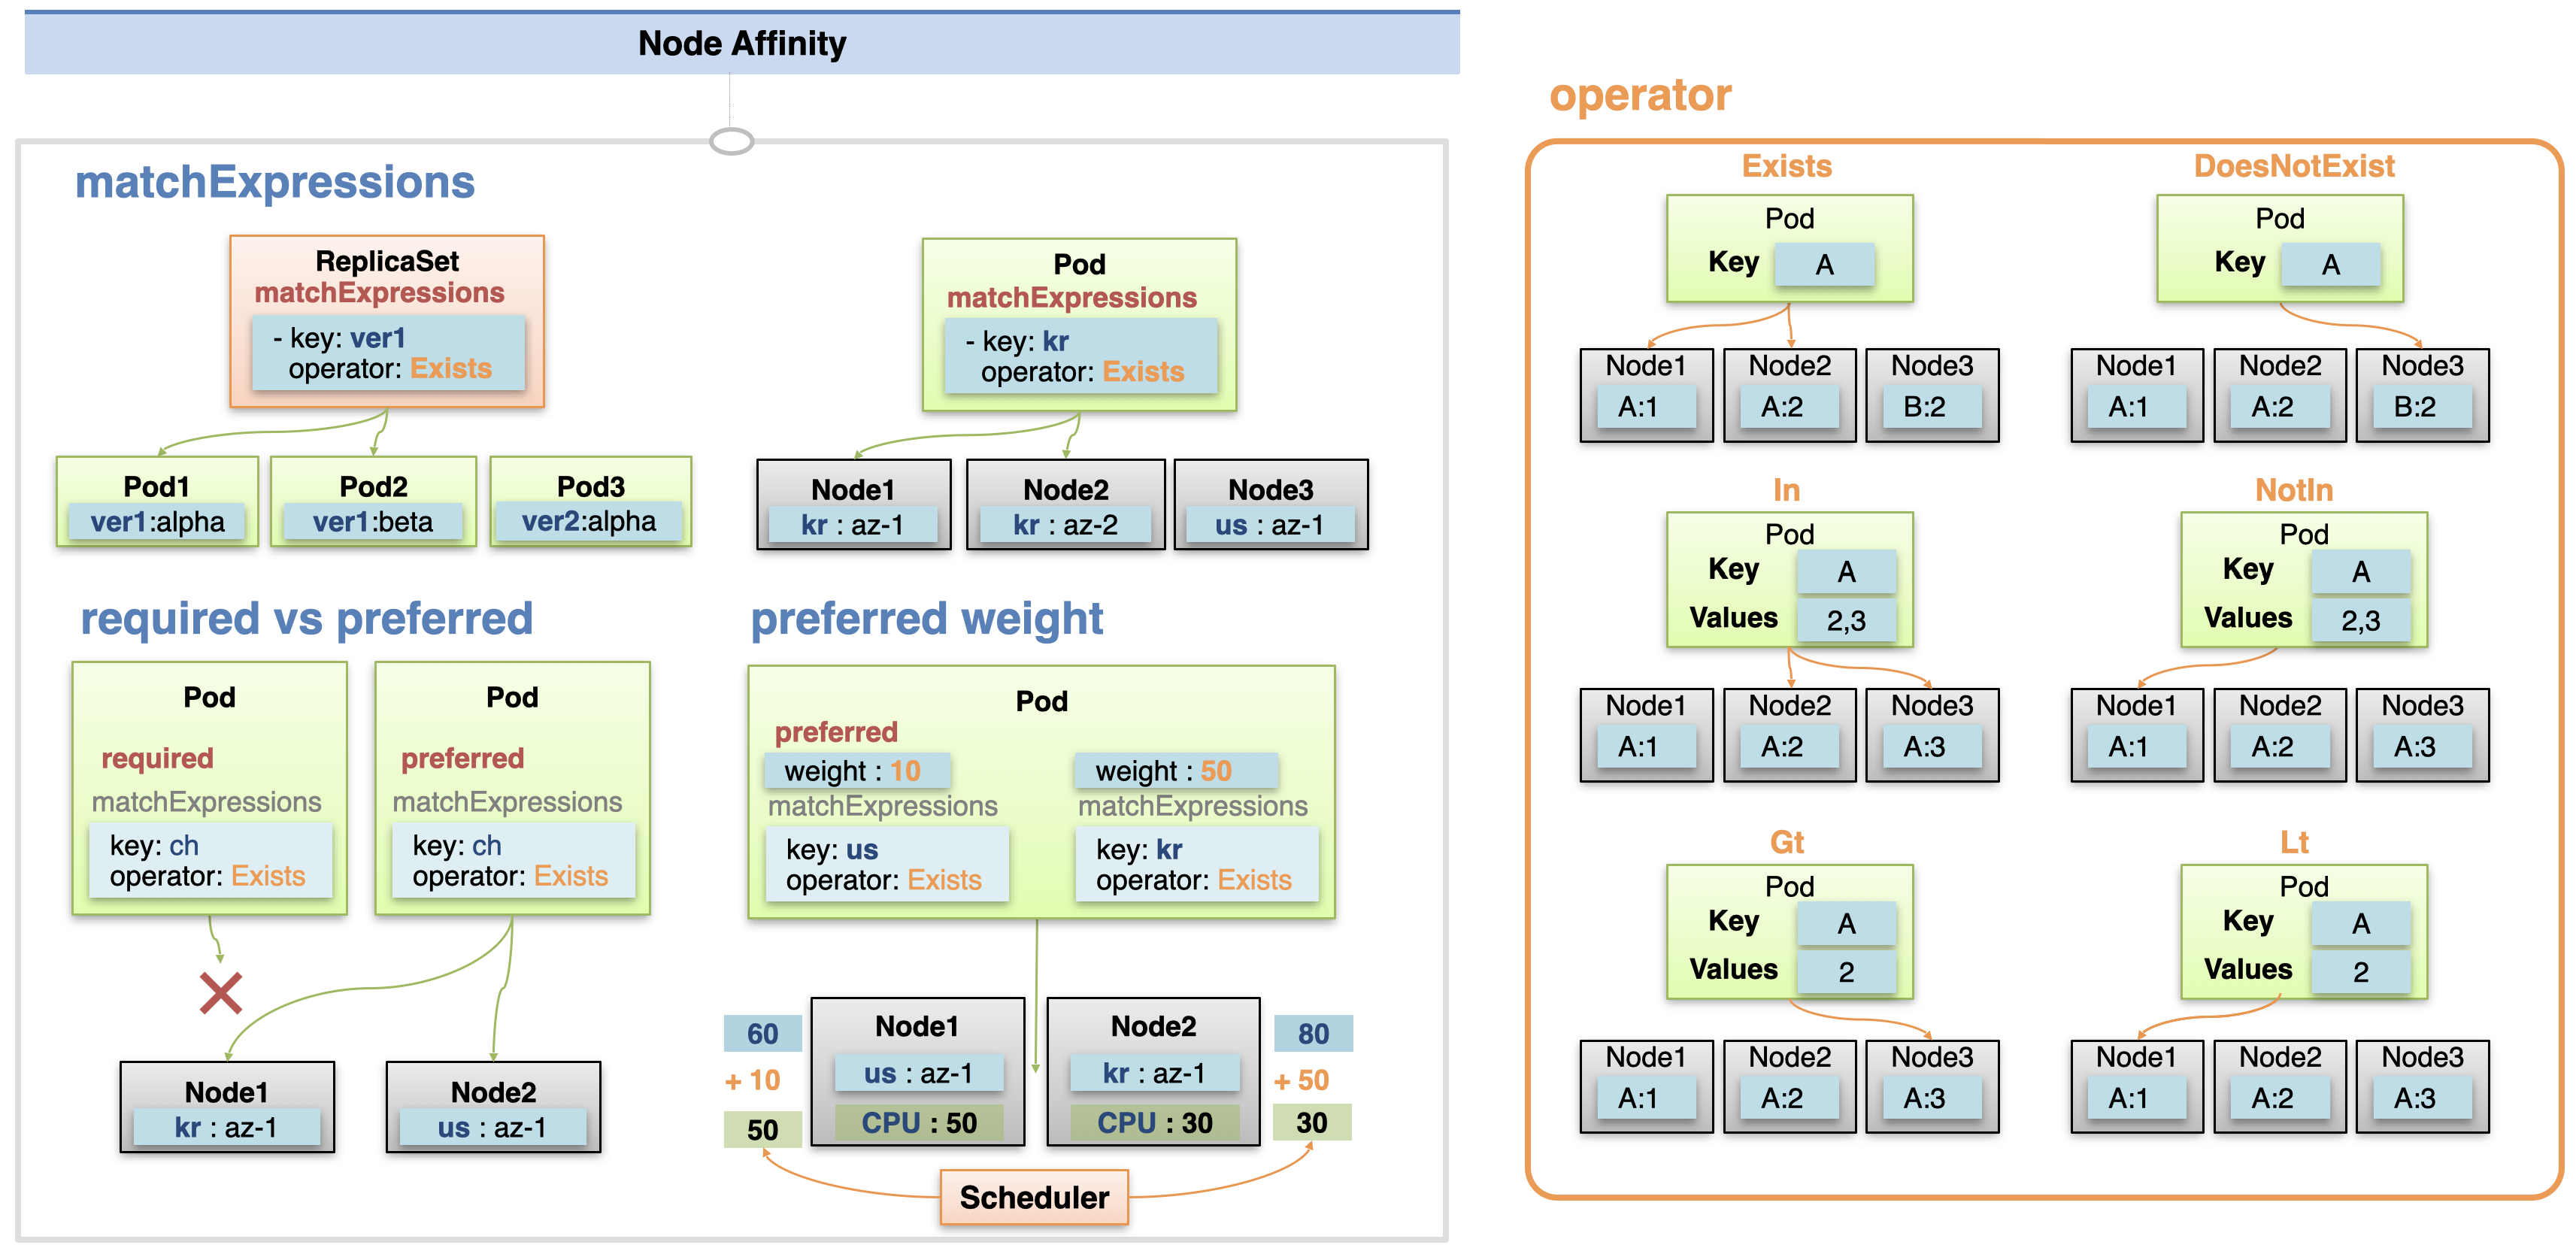 Node Affinity
matchExpressions
ReplicaSet
matchExpressions
- key: ver1
operator: Exists
Pod1
ver1:alpha
Pod2
ver1:beta
Pod3
ver2:alpha
Pod
matchExpressions
- key: kr
operator: Exists
Node1
kr : az-1
Node2
kr : az-2
Node3
us : az-1
required vs preferred
Pod
required
matchExpressions
key: ch
operator: Exists
Pod
preferred
matchExpressions
key: ch
operator: Exists
Node1
kr : az-1
Node2
us : az-1
preferred weight
Pod
preferred
weight : 10
matchExpressions
key: us
operator: Exists
weight : 50
matchExpressions
key: kr
operator: Exists
60
+ 10
50
Node1
us : az-1
CPU : 50
Node2
kr : az-1
CPU : 30
80
+ 50
30
Scheduler
operator
Exists
Pod
Key A
Node1
A:1
Node2
A:2
Node3
B:2
DoesNotExist
Pod
Key A
Node1
A:1
Node2
A:2
Node3
B:2
In
Pod
Key A
Values 2,3
Node1
A:1
Node2
A:2
Node3
A:3
NotIn
Pod
Key A
Values 2,3
Node1
A:1
Node2
A:2
Node3
A:3
Gt
Pod
Key A
Values 2
Node1
A:1
Node2
A:2
Node3
A:3
Lt
Pod
Key A
Values 2
Node1
A:1
Node2
A:2
Node3
A:3